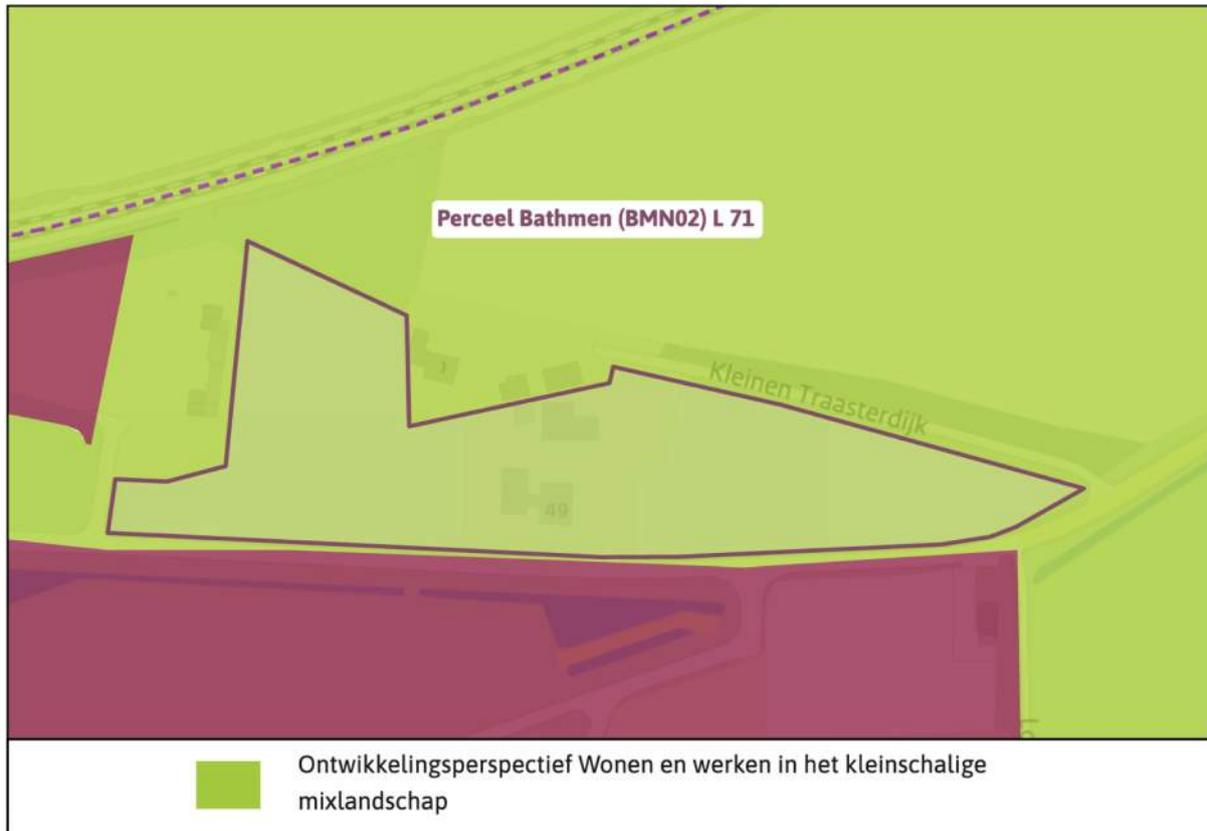 Perceel Bathmen (BMN02) L 71
1
Kleinen Traasterdijk
49
Ontwikkelingsperspectief Wonen en werken in het kleinschalige
mixlandschap